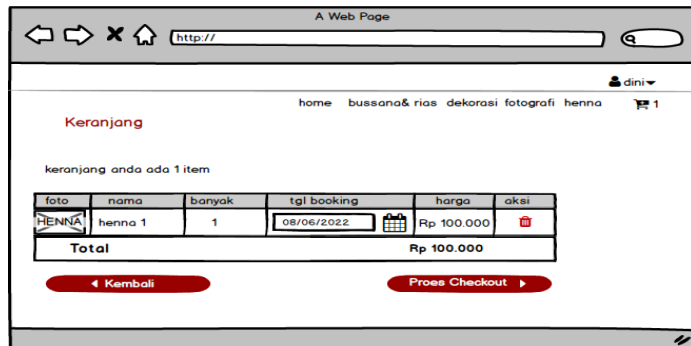 A Web Page
http://
dini
home bussana& rias dekorasi fotografi henna 1
Keranjang
keranjang anda ada 1 item
foto nama banyak tgl booking harga aksi
HENNA henna 1 1 08/06/2022 Rp 100.000
Total Rp 100.000
Kembali Proes Checkout